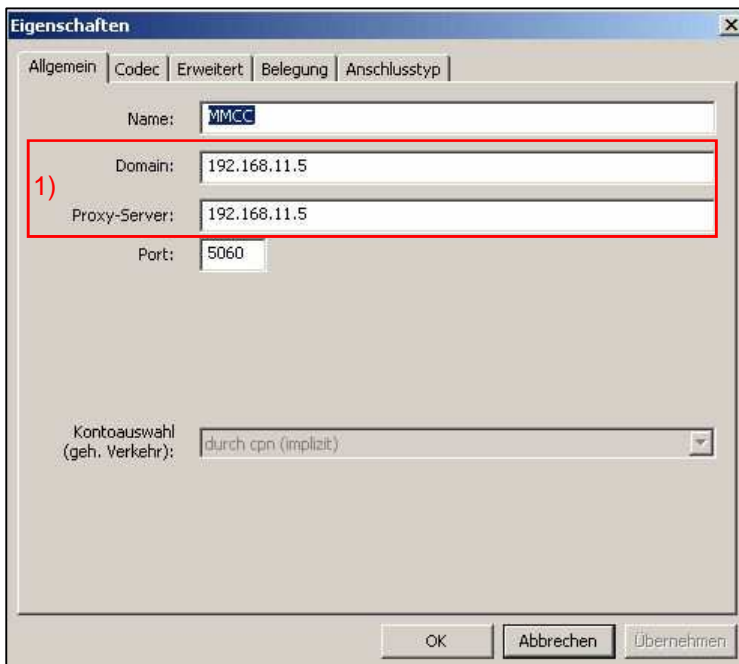 Eigenschaften
Allgemein Codec Erweitert Belegung Anschlusstyp
Name: MMCC
1)
Domain: 192.168.11.5
Proxy-Server: 192.168.11.5
Port: 5060
Kontoauswahl
(geh. Verkehr): durch cpn (implizit)
OK Abbrechen Übernehmen